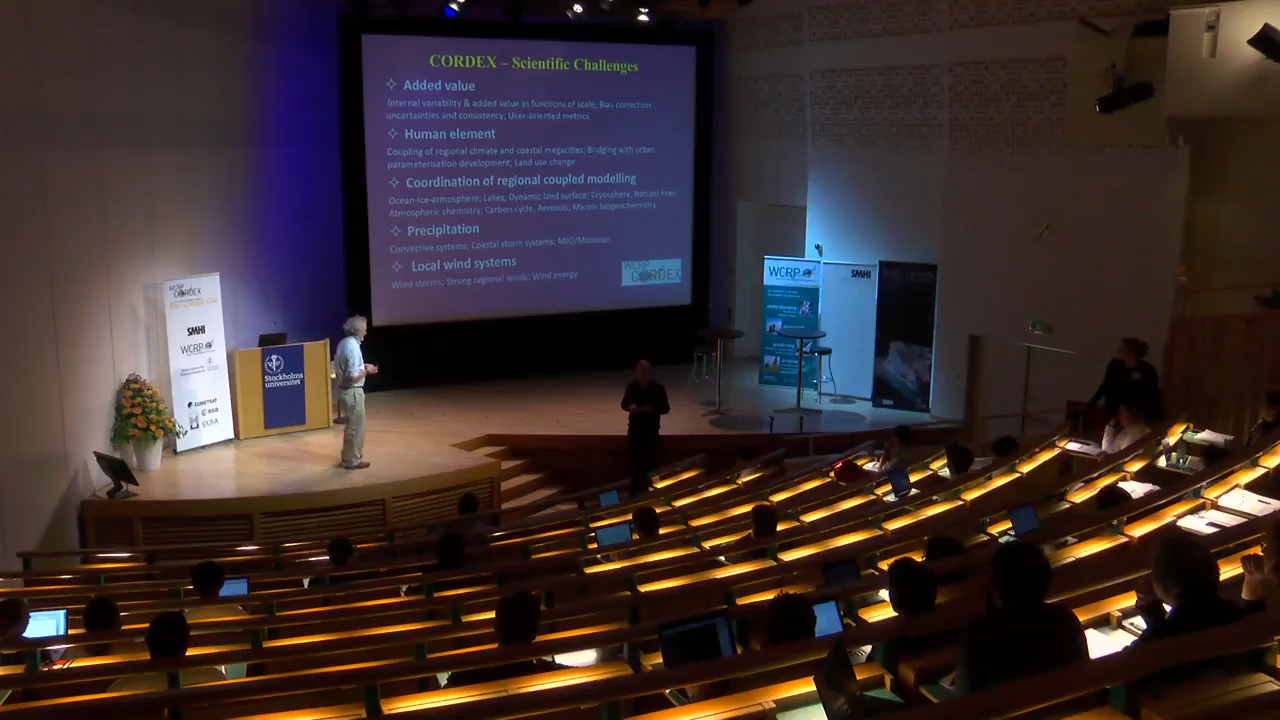 CORDEX – Scientific Challenges
✧ Added value
Internal variability & added value as functions of scale; Bias correction
uncertainties and consistency; User-oriented metrics
✧ Human element
Coupling of regional climate and coastal megacities; Bridging with urban
parameterisation development; Land use change
✧ Coordination of regional coupled modelling
Ocean-ice-atmosphere; Lakes; Dynamic land surface; Cryosphere, Natural fires;
Atmospheric chemistry; Carbon cycle, Aerosols; Marine biogeochemistry
✧ Precipitation
Convective systems; Coastal storm systems; MJO/Monsoon
✧ Local wind systems
Wind storms; Strong regional winds; Wind energy
WCRP
CORDEX
WCRP
CORDEX
SMHI
WCRP
EUMETSAT
esa
Stockholms
universitet
WCRP
understanding
SMHI